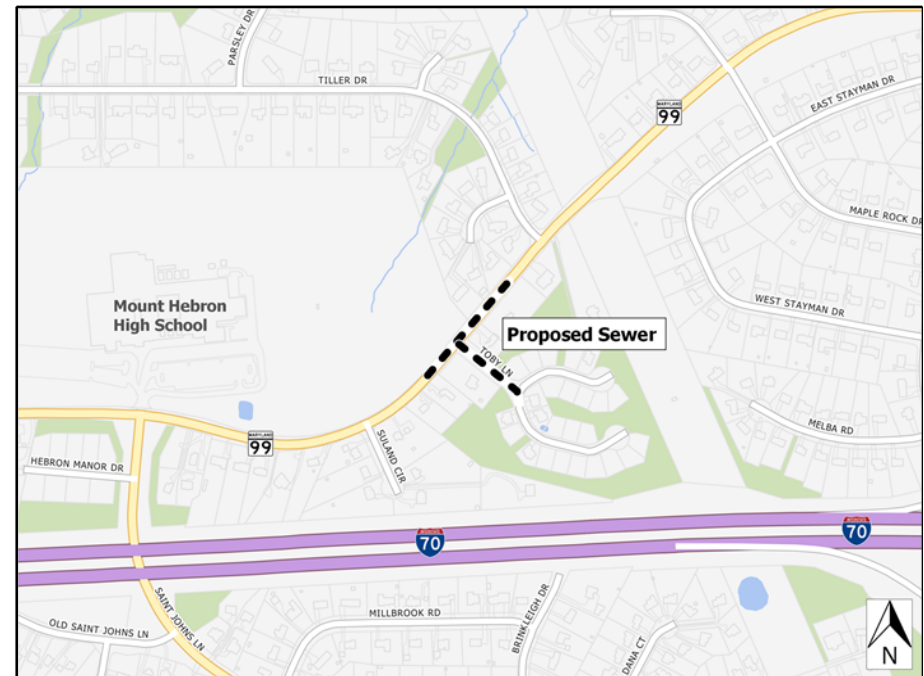 PARSLEY DR
TILLER DR
MARYLAND
99
EAST STAYMAN DR
MAPLE ROCK DR
Mount Hebron
High School
WEST STAYMAN DR
Proposed Sewer
TOBY LN
MELBA RD
MARYLAND
99
SULAND CIR
HEBRON MANOR DR
70
70
SAINT JOHNS LN
OLD SAINT JOHNS LN
MILLBROOK RD
BRINKLEIGH DR
DANA CT
N